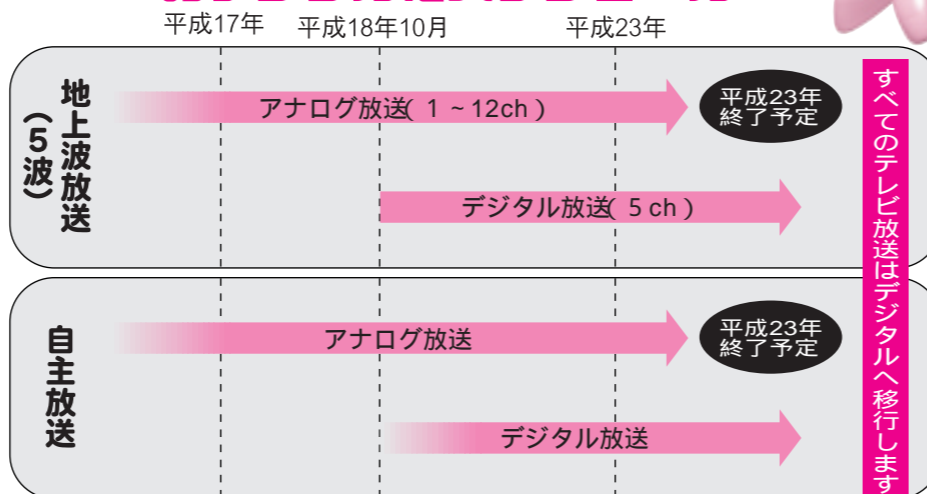 平成17年
平成18年10月
平成23年
地上波放送
（5波）
アナログ放送（1～12ch）
平成23年
終了予定
デジタル放送（5ch）
自主放送
アナログ放送
平成23年
終了予定
デジタル放送
すべてのテレビ放送はデジタルへ移行します